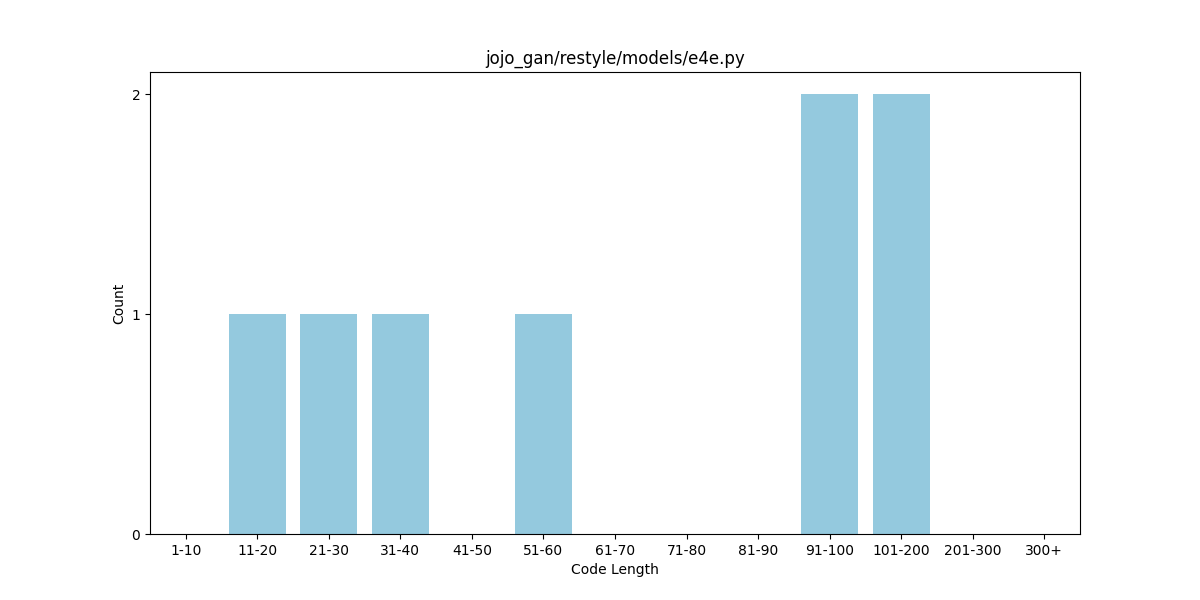 jojo_gan/restyle/models/e4e.py
Count
2
1
0
1-10 11-20 21-30 31-40 41-50 51-60 61-70 71-80 81-90 91-100 101-200 201-300 300+
Code Length